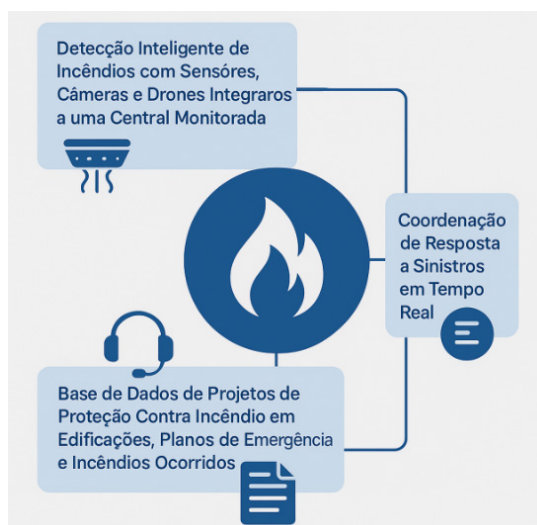 Detecção Inteligente de
Incêndios com Sensóres,
Câmeras e Drones Integraros
a uma Central Monitorada
Coordenação
de Resposta
a Sinistros
em Tempo
Real
Base de Dados de Projetos de
Proteção Contra Incêndio em
Edificações, Planos de Emergência
e Incêndios Ocorridos